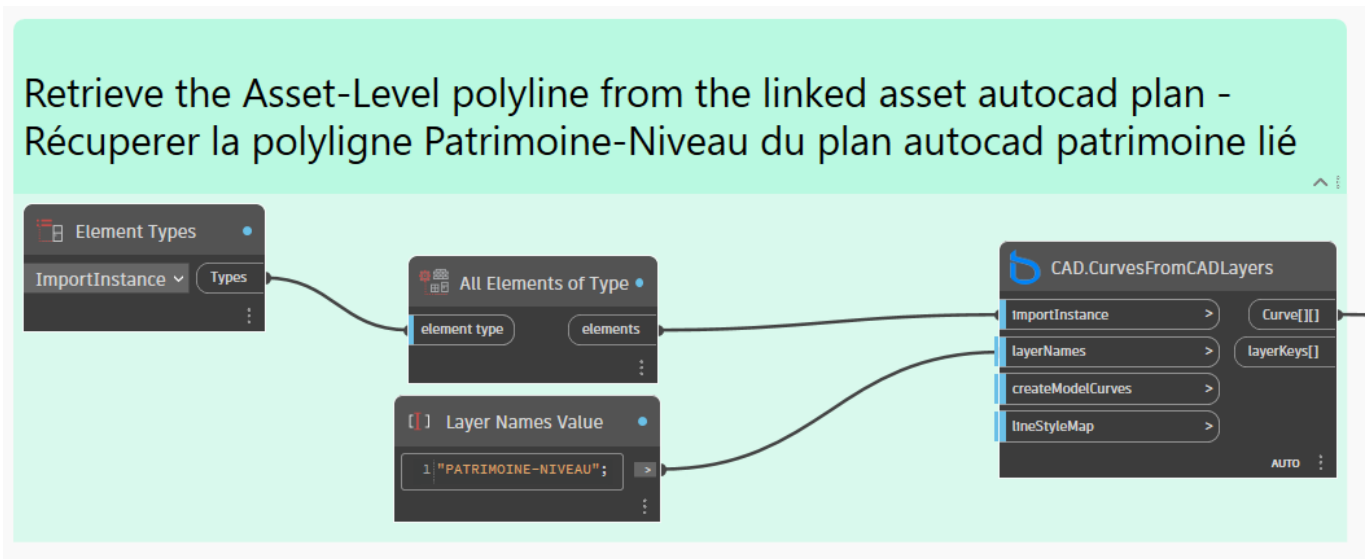 Retrieve the Asset-Level polyline from the linked asset autocad plan -
Récuperer la polyligne Patrimoine-Niveau du plan autocad patrimoine lié
Element Types
ImportInstance
Types
All Elements of Type
element type
elements
Layer Names Value
1 "PATRIMOINE-NIVEAU";
>
CAD.CurvesFromCADLayers
importInstance >
Curve[][]
layerNames >
layerKeys[]
createModelCurves >
lineStyleMap >
AUTO